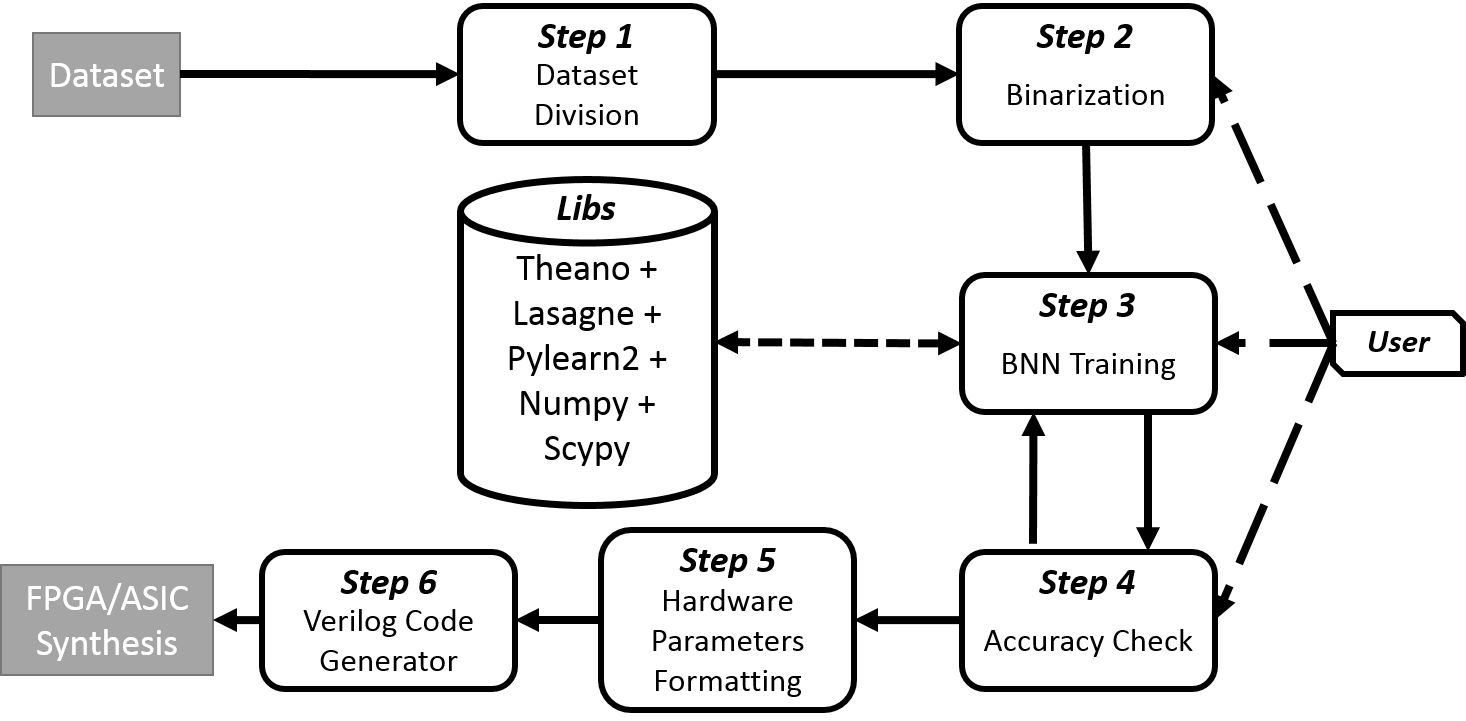 Dataset
Step 1
Dataset
Division
Step 2
Binarization
Libs
Theano +
Lasagne +
Pylearn2 +
Numpy +
Scypy
Step 3
BNN Training
User
FPGA/ASIC
Synthesis
Step 6
Verilog Code
Generator
Step 5
Hardware
Parameters
Formatting
Step 4
Accuracy Check